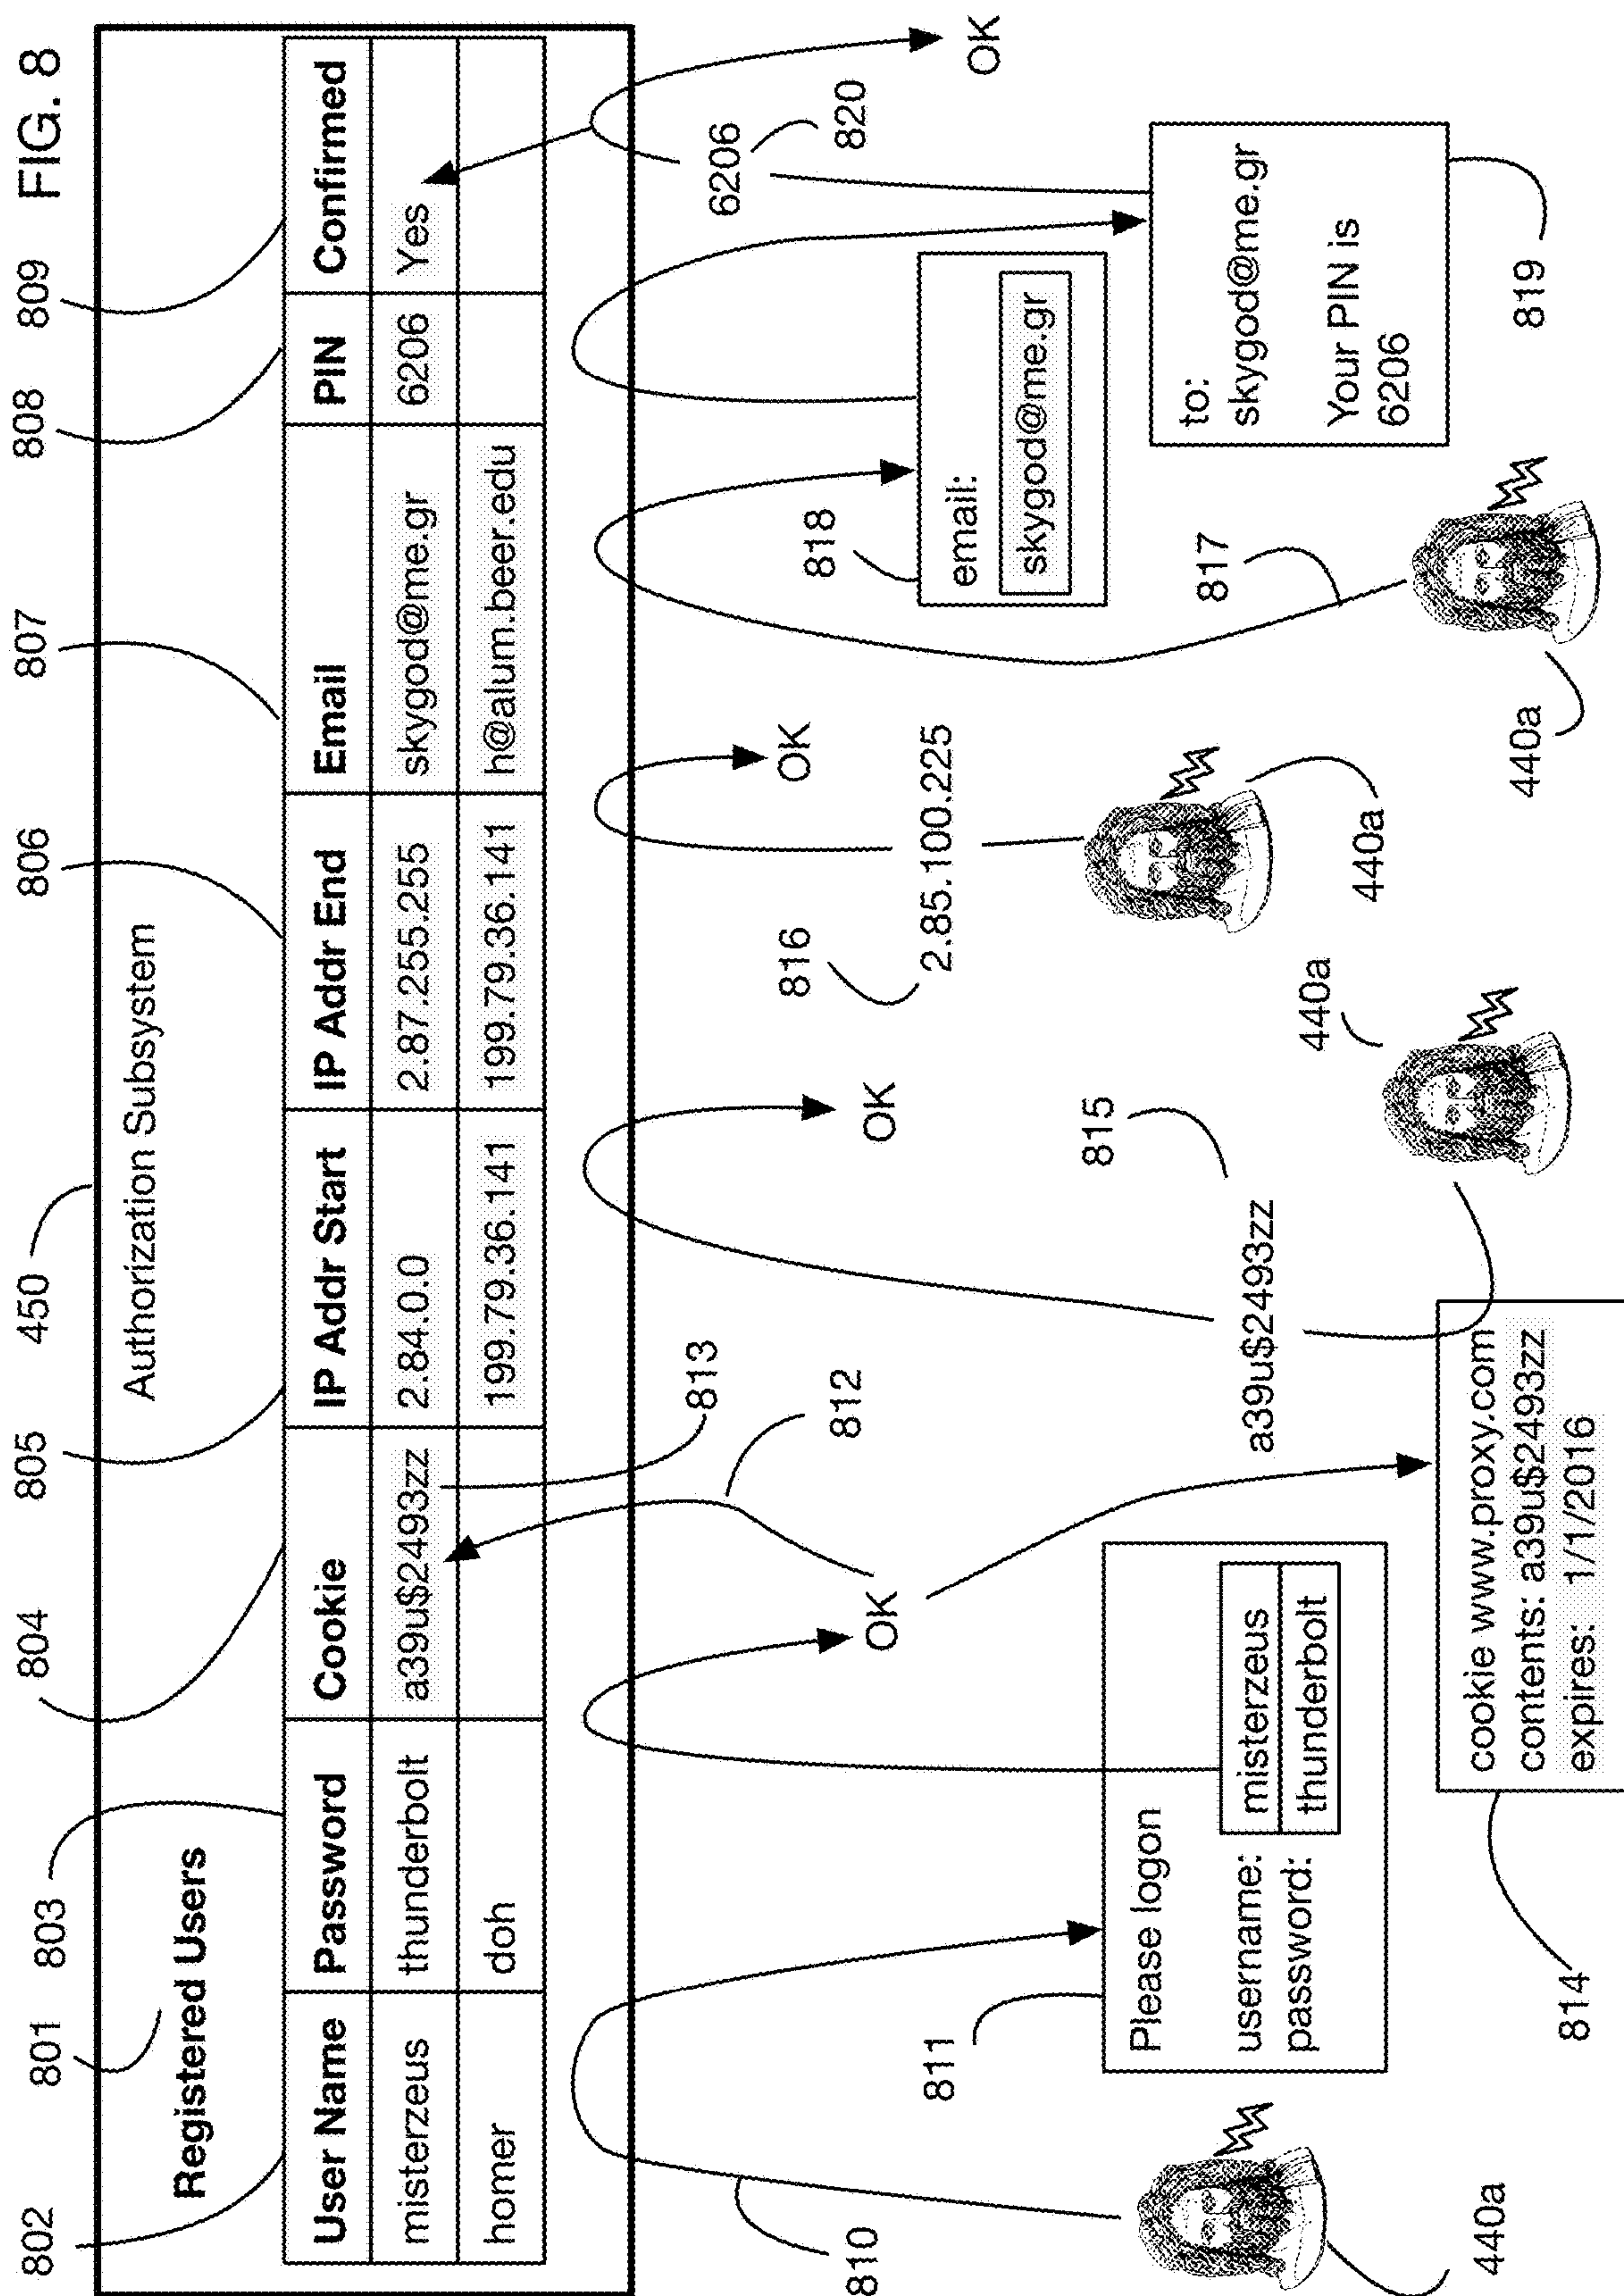 FIG. 8
802
801
803
804
805
450
806
807
808
809
Authorization Subsystem
Registered Users
User Name Password Cookie IP Addr Start IP Addr End Email PIN Confirmed
misterzeus thunderbolt a39u$2493zz 2.84.0.0 2.87.255.255 skygod@me.gr 6206 Yes
homer doh 199.79.36.141 199.79.36.141 h@alum.beer.edu
810
440a
811
Please logon
username: misterzeus
password: thunderbolt
OK
812
813
814
cookie www.proxy.com
contents: a39u$2493zz
expires: 1/1/2016
a39u$2493zz
815
OK
440a
816
2.85.100.225
OK
440a
817
440a
818
email:
skygod@me.gr
6206
820
OK
to:
skygod@me.gr
Your PIN is
6206
819